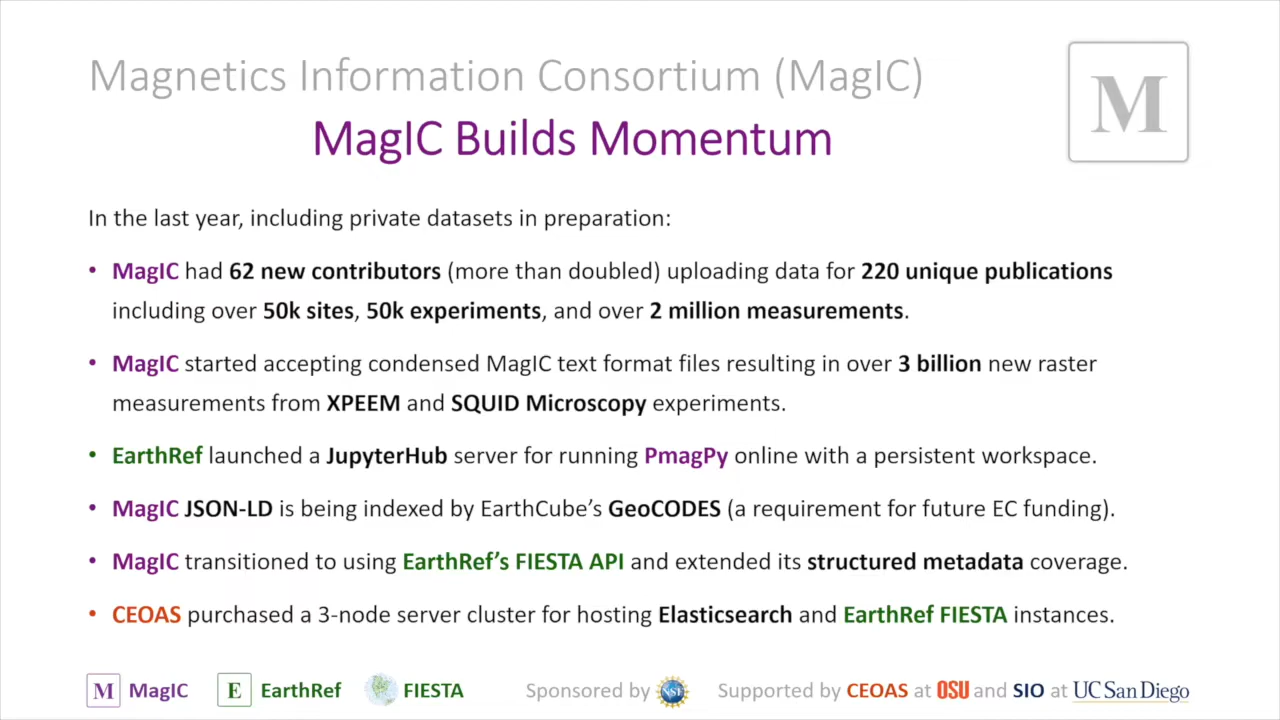 Magnetics Information Consortium (MagIC)
M
MagIC Builds Momentum
In the last year, including private datasets in preparation:
• MagIC had 62 new contributors (more than doubled) uploading data for 220 unique publications
including over 50k sites, 50k experiments, and over 2 million measurements.
• MagIC started accepting condensed MagIC text format files resulting in over 3 billion new raster
measurements from XPEEM and SQUID Microscopy experiments.
• EarthRef launched a JupyterHub server for running PmagPy online with a persistent workspace.
• MagIC JSON-LD is being indexed by EarthCube’s GeoCODES (a requirement for future EC funding).
• MagIC transitioned to using EarthRef’s FIESTA API and extended its structured metadata coverage.
• CEOAS purchased a 3-node server cluster for hosting Elasticsearch and EarthRef FIESTA instances.
M MagIC E EarthRef FIESTA Sponsored by NSF Supported by CEOAS at OSU and SIO at UC San Diego